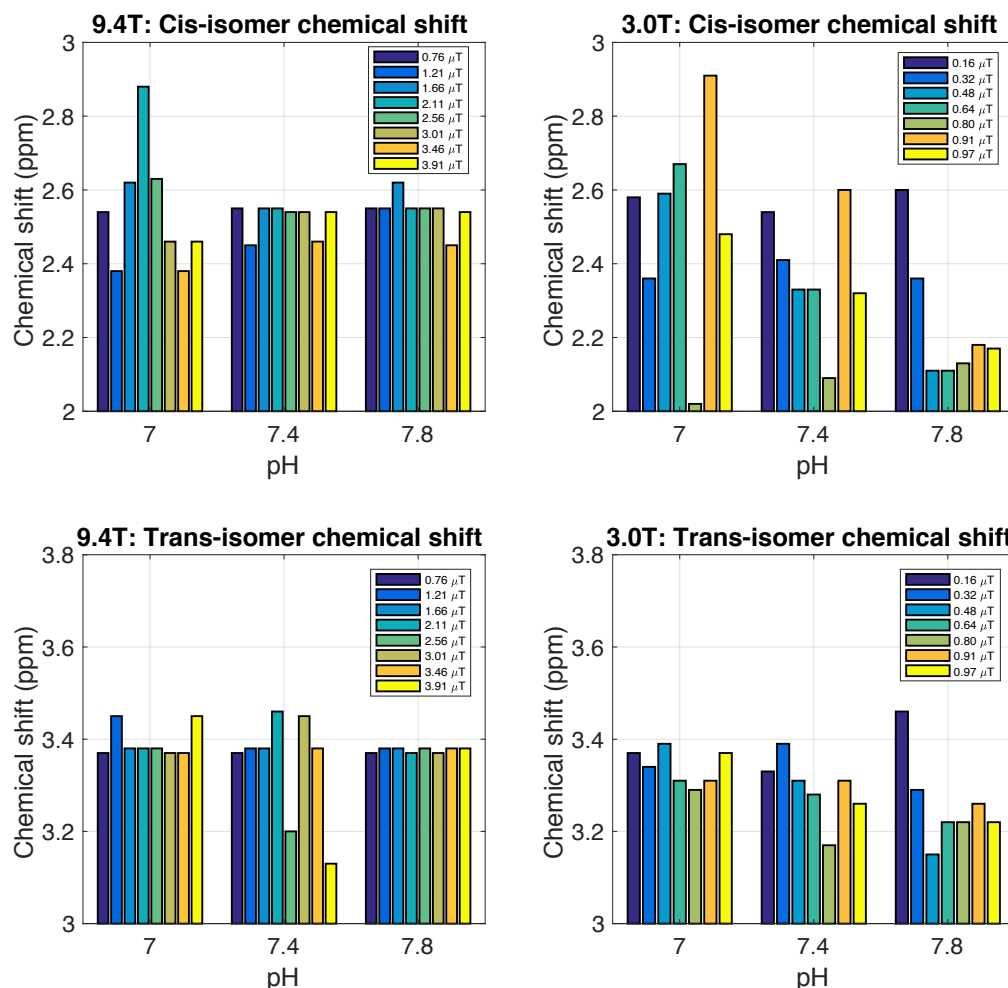 9.4T: Cis-isomer chemical shift
3
2.8
2.6
2.4
2.2
2
Chemical shift (ppm)
7
7.4
7.8
pH
0.76 μT
1.21 μT
1.66 μT
2.11 μT
2.56 μT
3.01 μT
3.46 μT
3.91 μT
3.0T: Cis-isomer chemical shift
3
2.8
2.6
2.4
2.2
2
Chemical shift (ppm)
7
7.4
7.8
pH
0.16 μT
0.32 μT
0.48 μT
0.64 μT
0.80 μT
0.91 μT
0.97 μT
9.4T: Trans-isomer chemical shift
3.8
3.6
3.4
3.2
3
Chemical shift (ppm)
7
7.4
7.8
pH
0.76 μT
1.21 μT
1.66 μT
2.11 μT
2.56 μT
3.01 μT
3.46 μT
3.91 μT
3.0T: Trans-isomer chemical shift
3.8
3.6
3.4
3.2
3
Chemical shift (ppm)
7
7.4
7.8
pH
0.16 μT
0.32 μT
0.48 μT
0.64 μT
0.80 μT
0.91 μT
0.97 μT